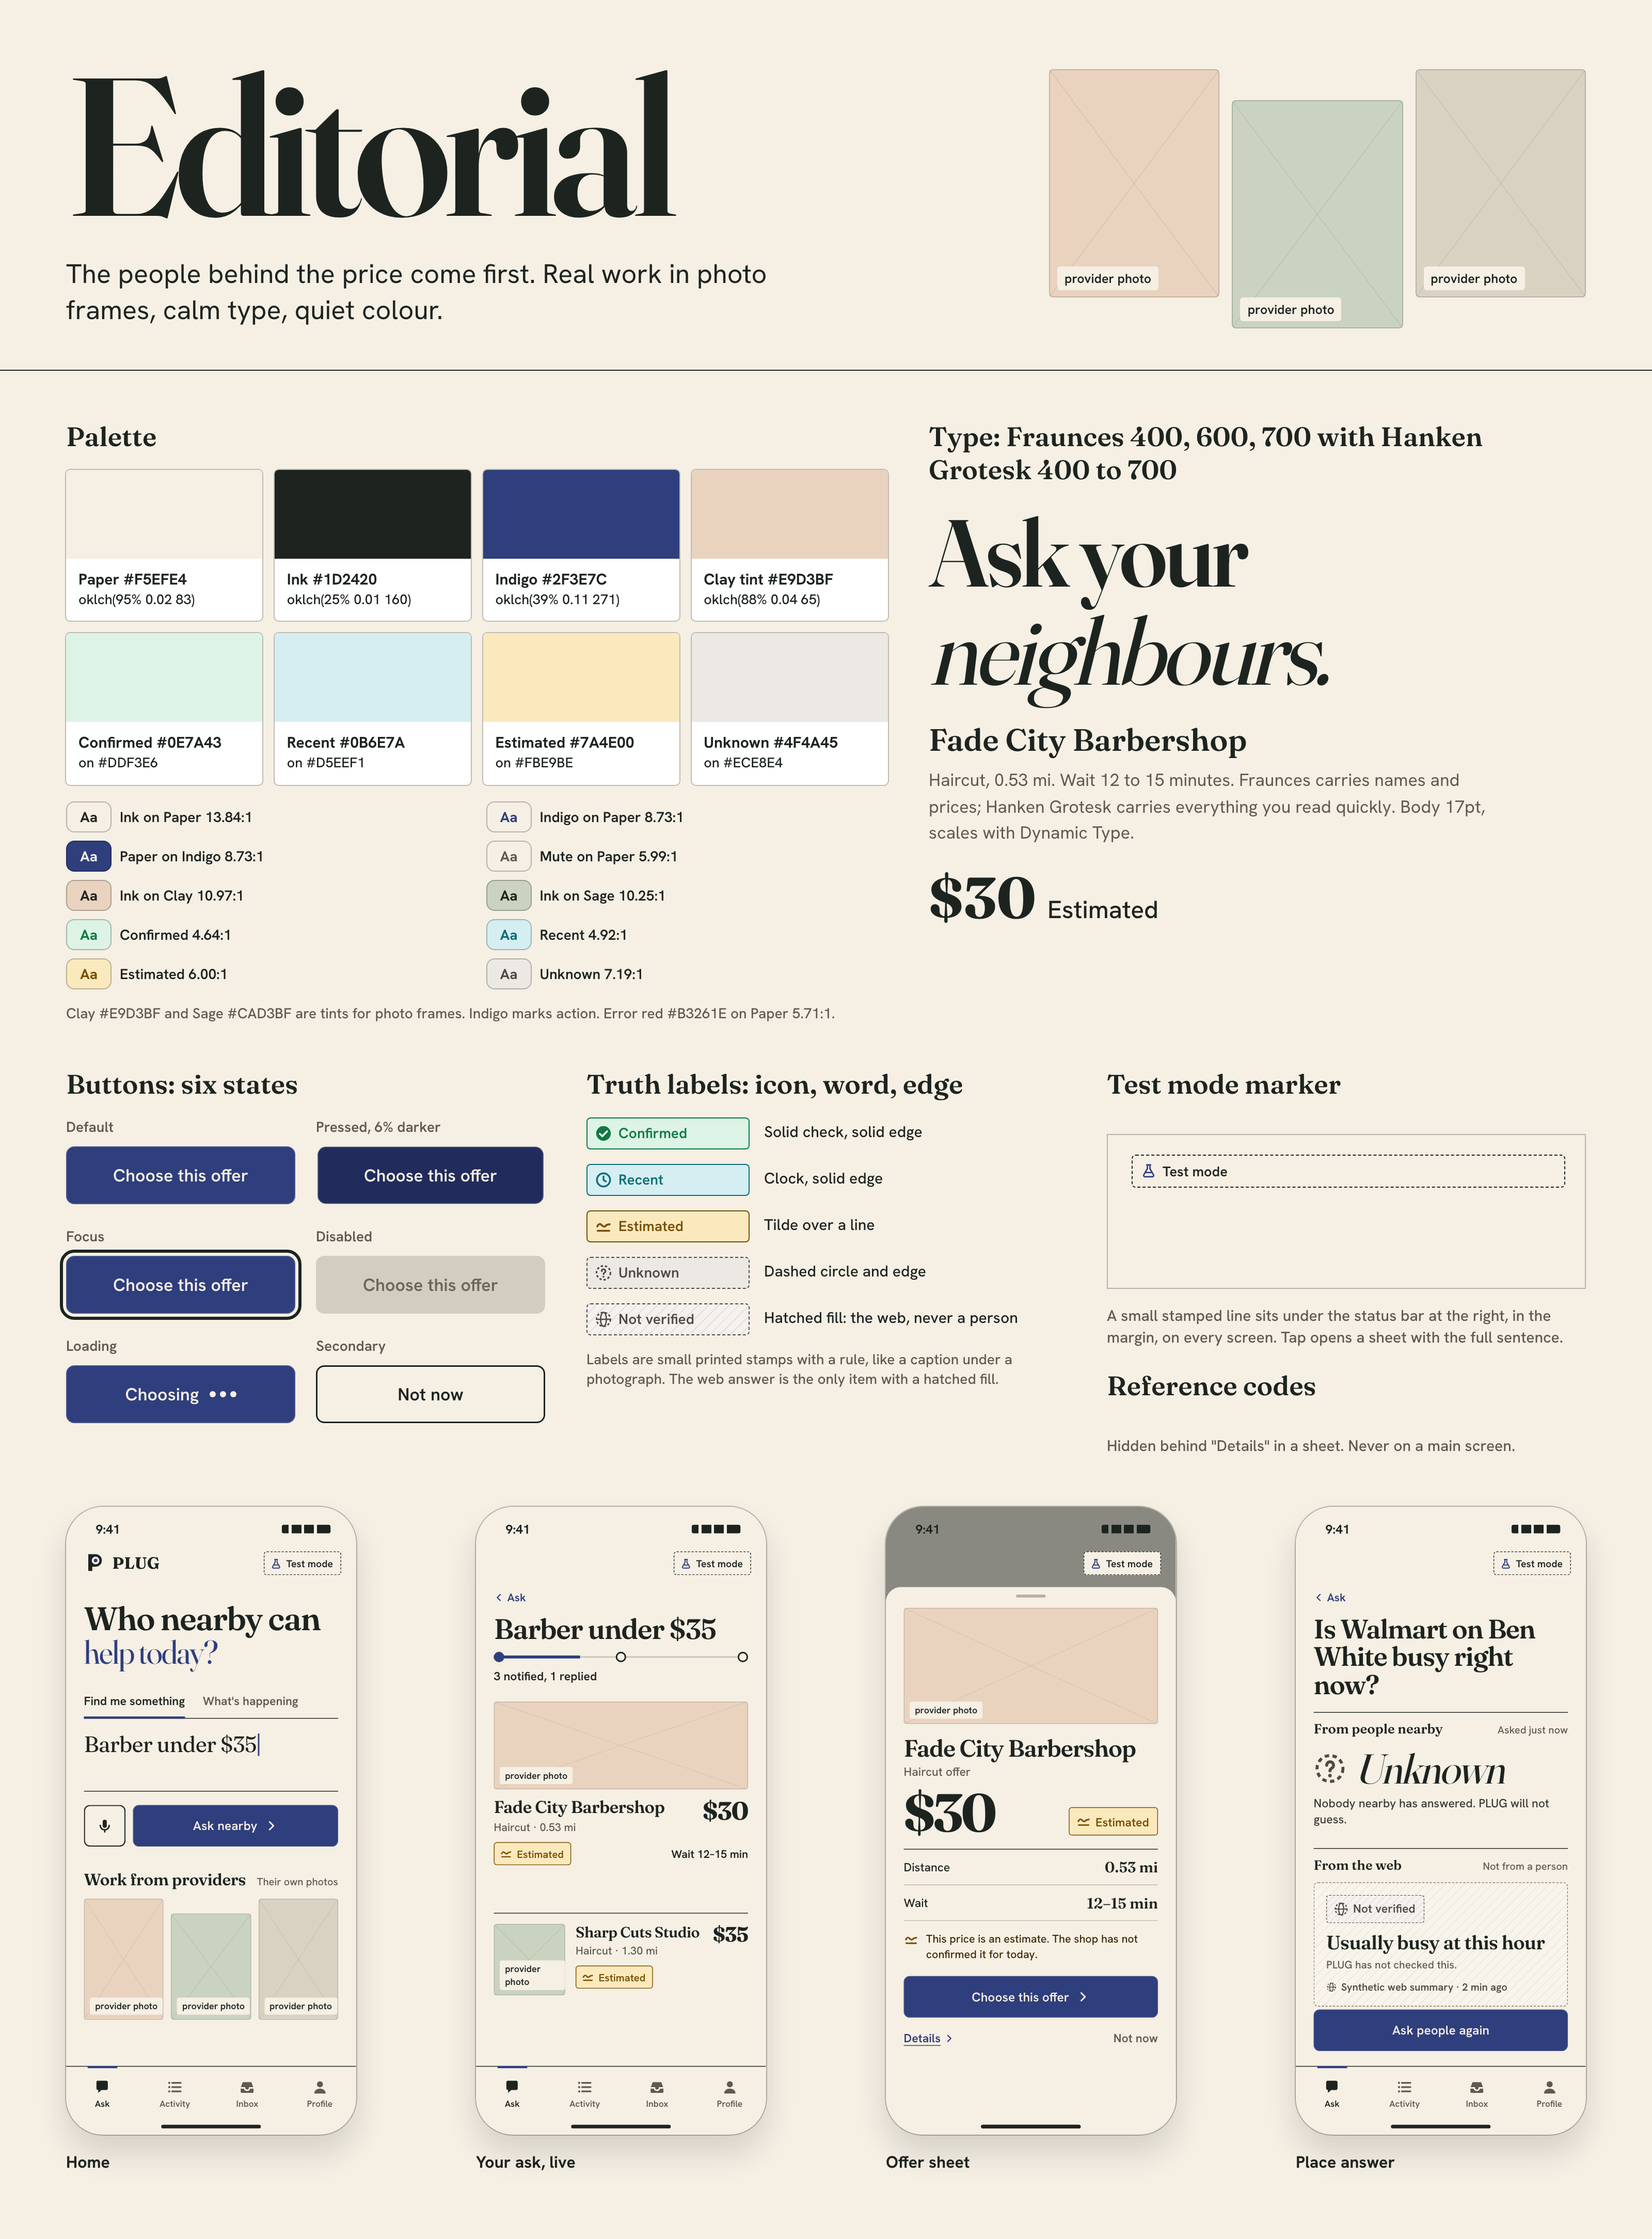 Editorial
The people behind the price come first. Real work in photo
frames, calm type, quiet colour.
provider photo
provider photo
provider photo
Palette
Paper #F5EFE4
oklch(95% 0.02 83)
Ink #1D2420
oklch(25% 0.01 160)
Indigo #2F3E7C
oklch(39% 0.11 271)
Clay tint #E9D3BF
oklch(88% 0.04 65)
Confirmed #0E7A43
on #DDF3E6
Recent #0B6E7A
on #D5EEF1
Estimated #7A4E00
on #FBE9BE
Unknown #4F4A45
on #ECE8E4
Aa Ink on Paper 13.84:1
Aa Indigo on Paper 8.73:1
Aa Paper on Indigo 8.73:1
Aa Mute on Paper 5.99:1
Aa Ink on Clay 10.97:1
Aa Ink on Sage 10.25:1
Aa Confirmed 4.64:1
Aa Recent 4.92:1
Aa Estimated 6.00:1
Aa Unknown 7.19:1
Clay #E9D3BF and Sage #CAD3BF are tints for photo frames. Indigo marks action. Error red #B3261E on Paper 5.71:1.
Type: Fraunces 400, 600, 700 with Hanken
Grotesk 400 to 700
Ask your
neighbours.
Fade City Barbershop
Haircut, 0.53 mi. Wait 12 to 15 minutes. Fraunces carries names and
prices; Hanken Grotesk carries everything you read quickly. Body 17pt,
scales with Dynamic Type.
$30 Estimated
Buttons: six states
Default
Choose this offer
Pressed, 6% darker
Choose this offer
Focus
Choose this offer
Disabled
Choose this offer
Loading
Choosing •••
Secondary
Not now
Truth labels: icon, word, edge
Confirmed
Solid check, solid edge
Recent
Clock, solid edge
Estimated
Tilde over a line
Unknown
Dashed circle and edge
Not verified
Hatched fill: the web, never a person
Labels are small printed stamps with a rule, like a caption under a
photograph. The web answer is the only item with a hatched fill.
Test mode marker
Test mode
A small stamped line sits under the status bar at the right, in the
margin, on every screen. Tap opens a sheet with the full sentence.
Reference codes
Hidden behind "Details" in a sheet. Never on a main screen.
9:41
PLUG
Test mode
Who nearby can
help today?
Find me something
What's happening
Barber under $35
Ask nearby
Work from providers
Their own photos
provider photo
provider photo
provider photo
Ask
Activity
Inbox
Profile
Home
9:41
Test mode
Ask
Barber under $35
3 notified, 1 replied
provider photo
Fade City Barbershop
$30
Haircut · 0.53 mi
Estimated
Wait 12–15 min
provider
photo
Sharp Cuts Studio
$35
Haircut · 1.30 mi
Estimated
Ask
Activity
Inbox
Profile
Your ask, live
9:41
Test mode
provider photo
Fade City Barbershop
Haircut offer
$30
Estimated
Distance
0.53 mi
Wait
12–15 min
This price is an estimate. The shop has not
confirmed it for today.
Choose this offer
Details
Not now
Offer sheet
9:41
Test mode
Ask
Is Walmart on Ben
White busy right
now?
From people nearby
Asked just now
Unknown
Nobody nearby has answered. PLUG will not
guess.
From the web
Not from a person
Not verified
Usually busy at this hour
PLUG has not checked this.
Synthetic web summary · 2 min ago
Ask people again
Ask
Activity
Inbox
Profile
Place answer